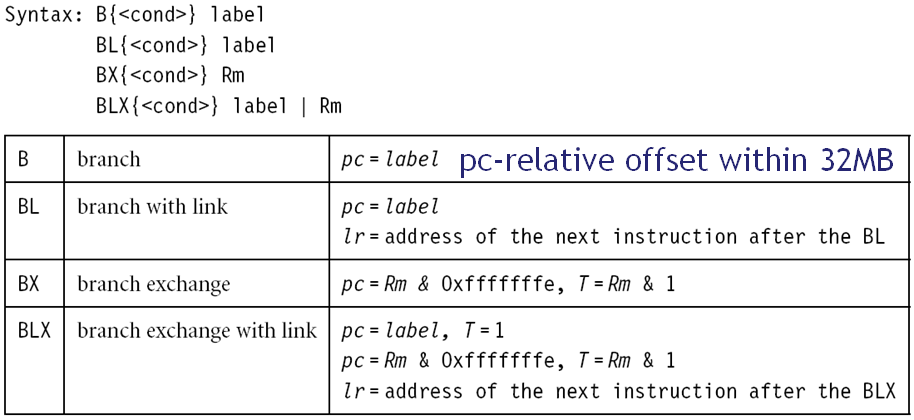 Syntax: B{<cond>} label
BL{<cond>} label
BX{<cond>} Rm
BLX{<cond>} label | Rm
B branch pc = label pc-relative offset within 32MB
BL branch with link pc = label
lr = address of the next instruction after the BL
BX branch exchange pc = Rm & 0xfffffffe, T = Rm & 1
BLX branch exchange with link pc = label, T = 1
pc = Rm & 0xfffffffe, T = Rm & 1
lr = address of the next instruction after the BLX